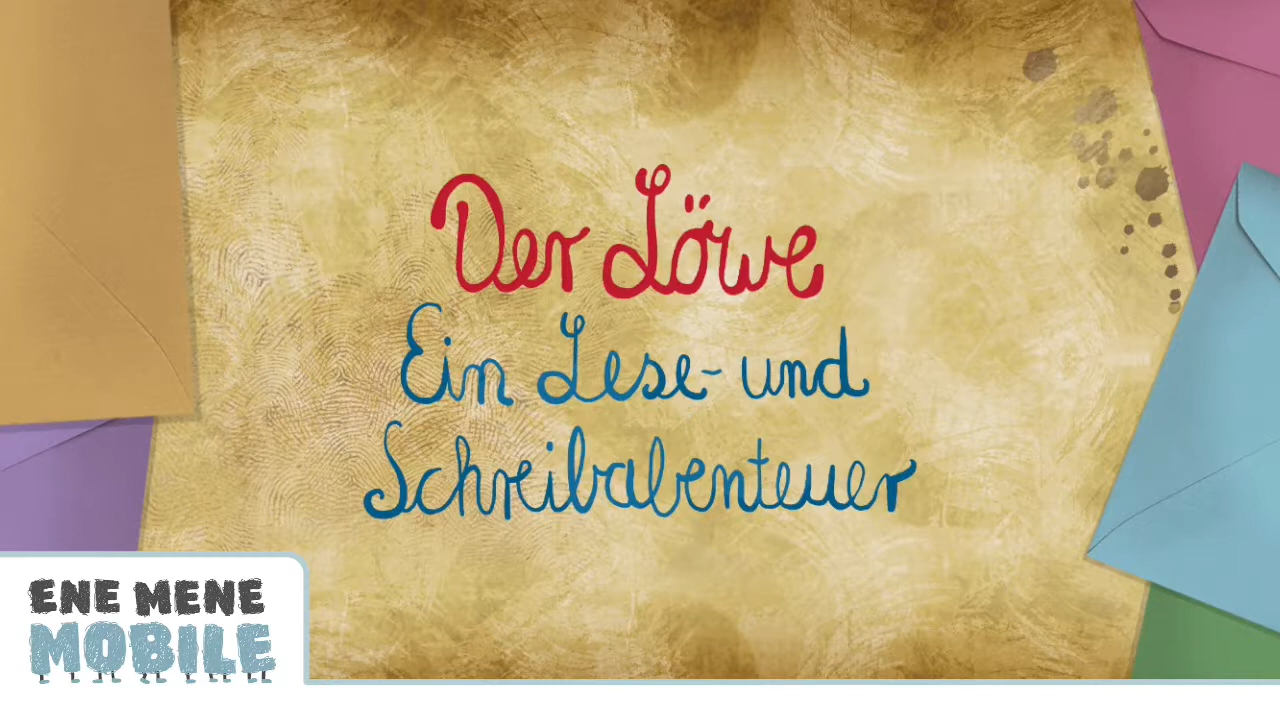 Der Löwe
Ein Lese- und
Schreibabenteuer
ENE MENE
MOBILE